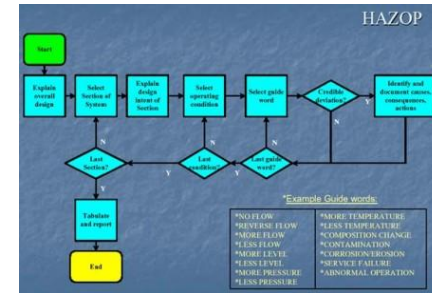 HAZOP
Start
Explain
overall
design
Select
Section of
System
Explain
design
intent of
Section
Select
operating
condition
Select guide
word
Credible
deviation?
Y
Identify and
document causes,
consequences,
actions
N
N
N
N
Last
Section?
Y
Last
condition?
Y
Last guide
word?
Y
Tabulate
and report
End
*Example Guide words:
*NO FLOW
*REVERSE FLOW
*MORE FLOW
*LESS FLOW
*MORE LEVEL
*LESS LEVEL
*MORE PRESSURE
*LESS PRESSURE
*MORE TEMPERATURE
*LESS TEMPERATURE
*COMPOSITION CHANGE
*CONTAMINATION
*CORROSION/EROSION
*SERVICE FAILURE
*ABNORMAL OPERATION